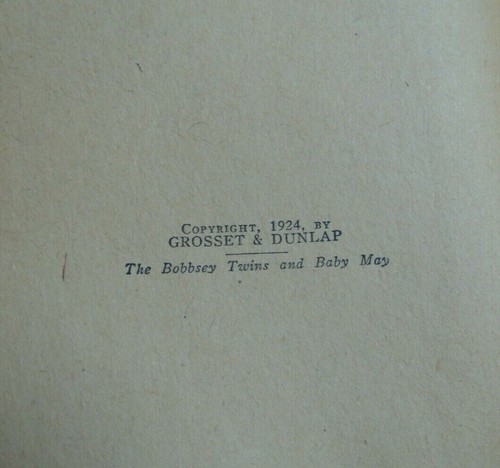 COPYRIGHT, 1924, BY
GROSSET & DUNLAP
The Bobbsey Twins and Baby May